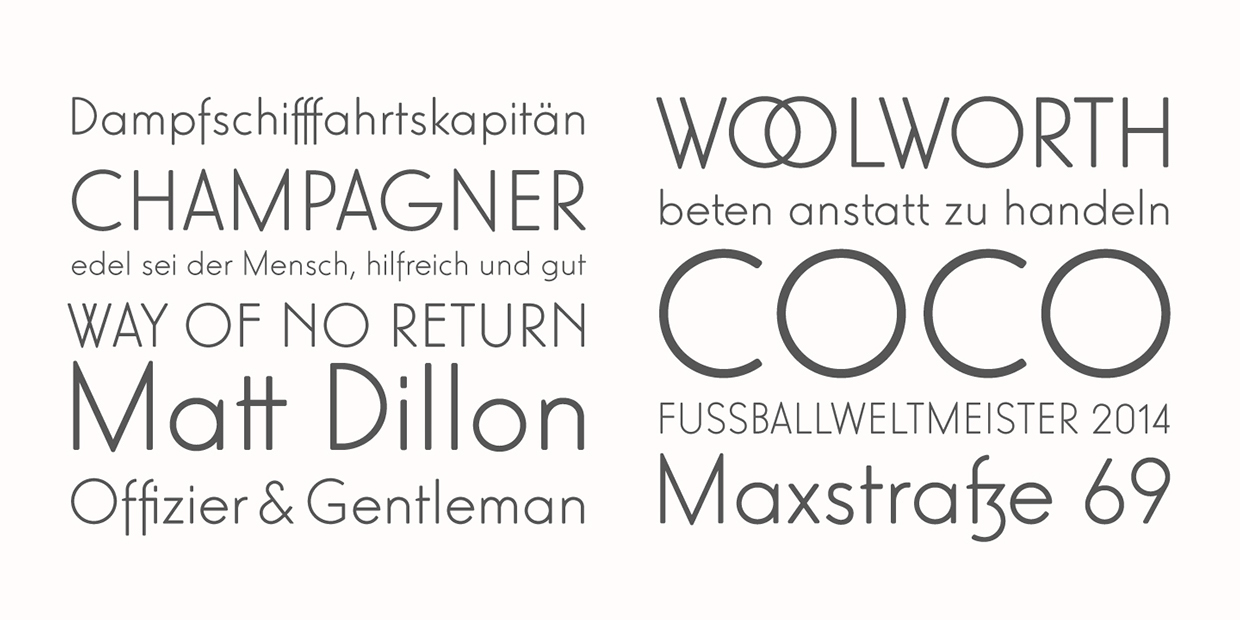 Dampfschifffahrtskapitän
CHAMPAGNER
edel sei der Mensch, hilfreich und gut
WAY OF NO RETURN
Matt Dillon
Offizier & Gentleman
WOOLWORTH
beten anstatt zu handeln
COCO
FUSSBALLWELTMEISTER 2014
Maxstraße 69